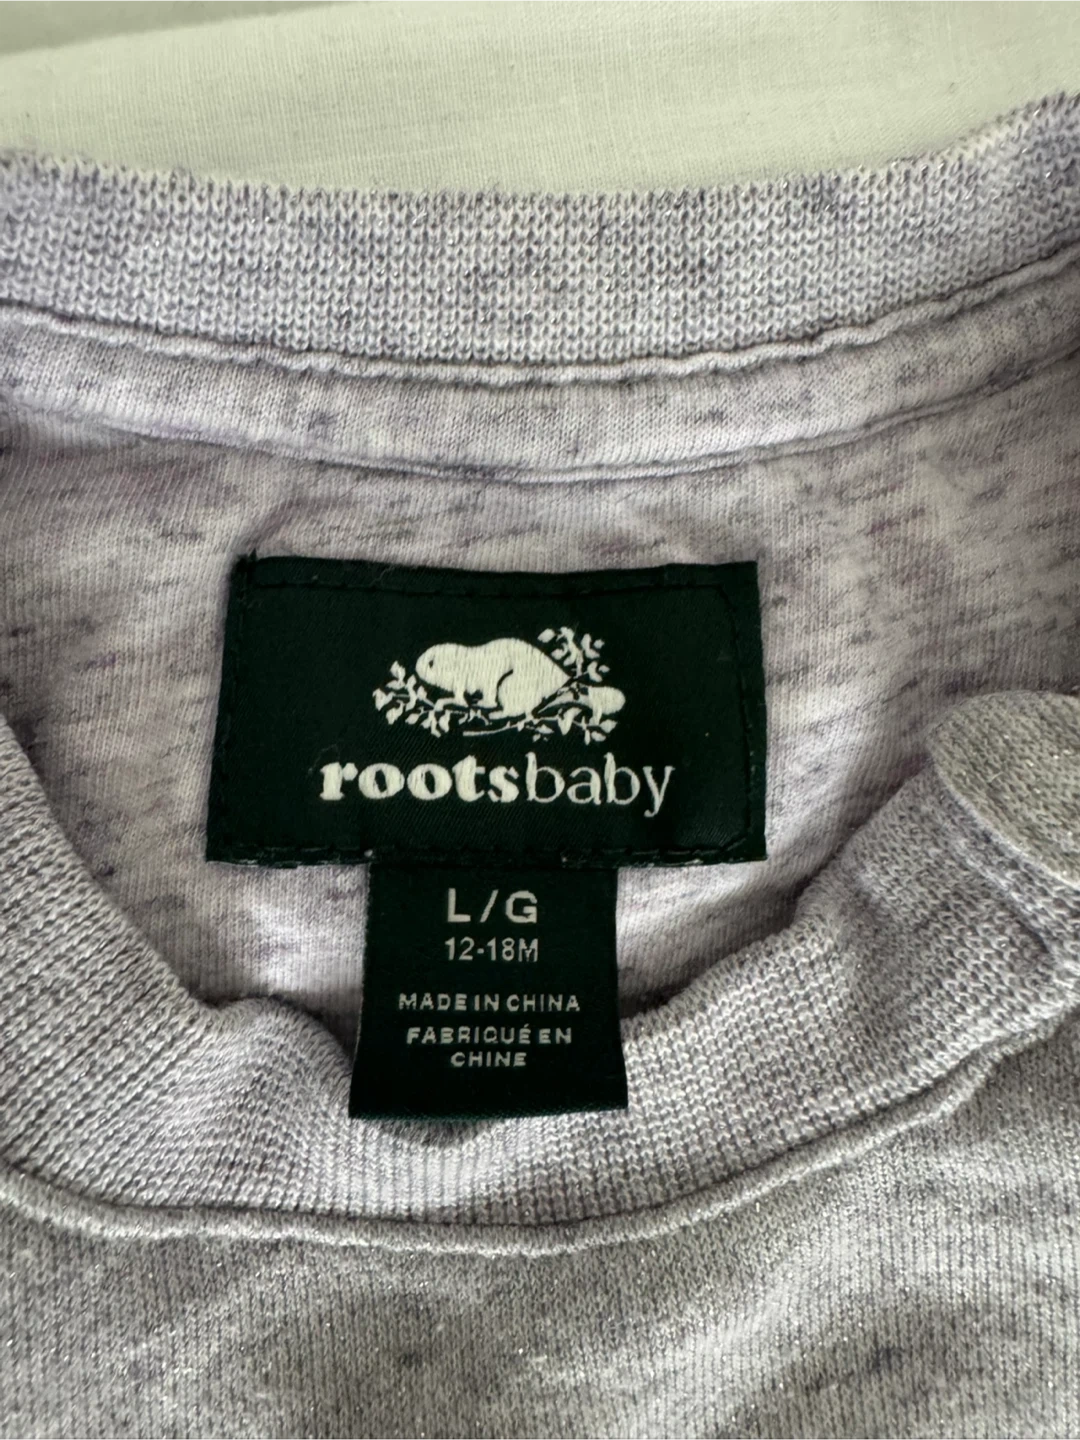 rootsbaby
L/G
12-18M
MADE IN CHINA
FABRIQUÉ EN
CHINE